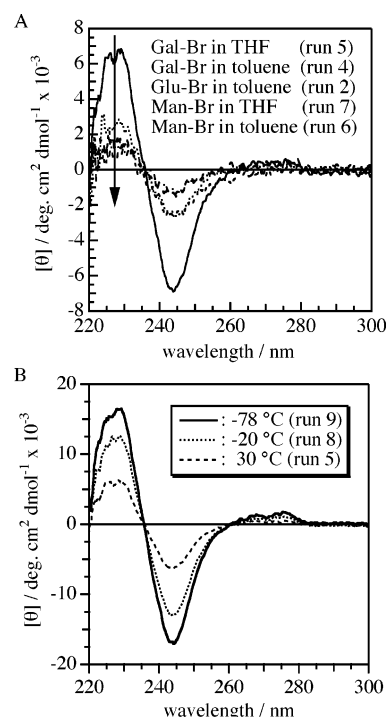 A
[θ] / deg. cm² dmol⁻¹ x 10⁻³
8
6
4
2
0
-2
-4
-6
-8
Gal-Br in THF (run 5)
Gal-Br in toluene (run 4)
Glu-Br in toluene (run 2)
Man-Br in THF (run 7)
Man-Br in toluene (run 6)
220 240 260 280 300
wavelength / nm
B
[θ] / deg. cm² dmol⁻¹ x 10⁻³
20
10
0
-10
-20
: -78 °C (run 9)
: -20 °C (run 8)
: 30 °C (run 5)
220 240 260 280 300
wavelength / nm